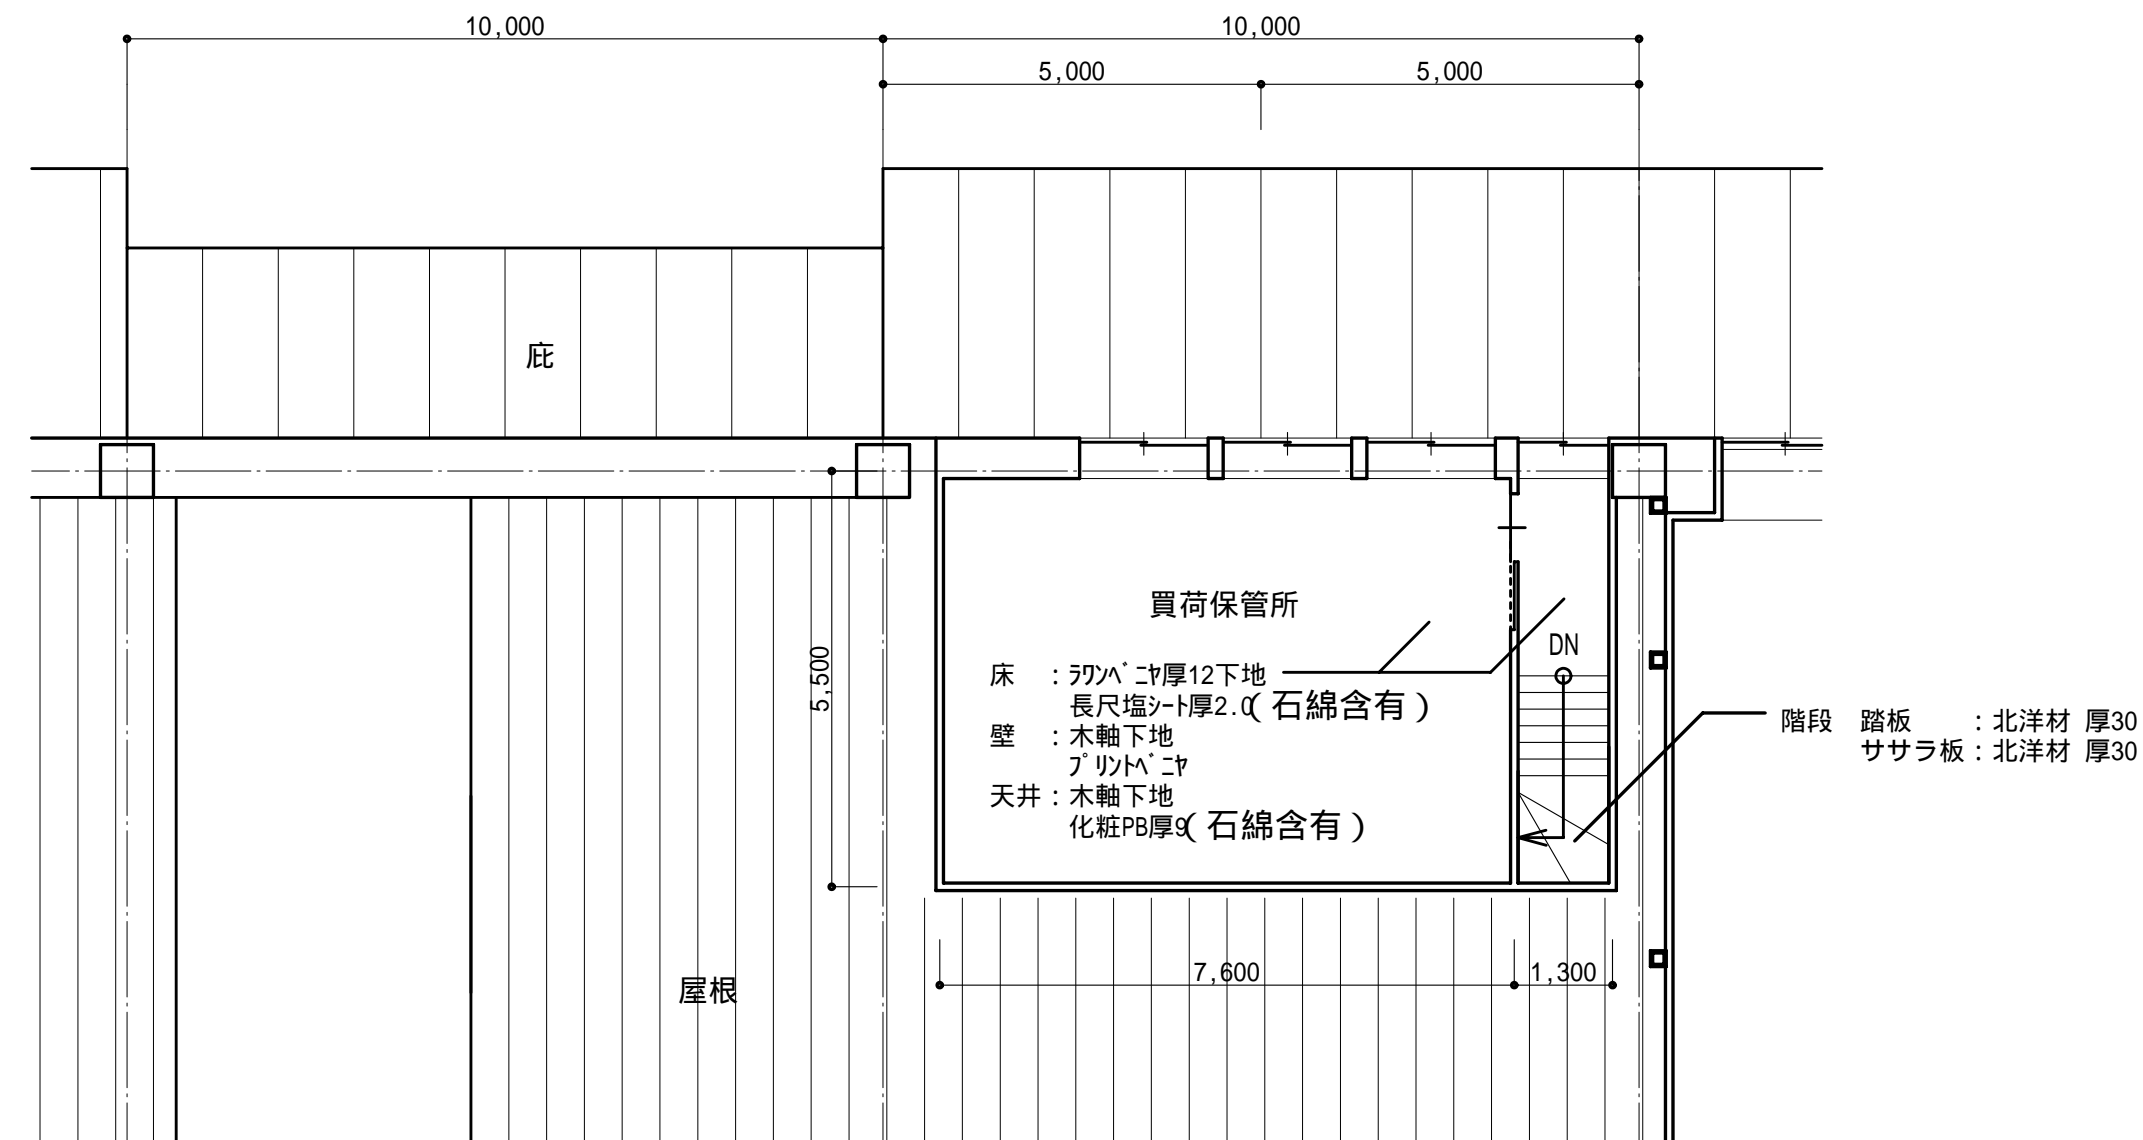 10,000
10,000
5,000
5,000
庇
買荷保管所
床　：ﾗﾜﾝﾍﾞﾆﾔ厚12下地
長尺塩ｼｰﾄ厚2.0(石綿含有)
壁　：木軸下地
ﾌﾟﾘﾝﾄﾍﾞﾆﾔ
天井：木軸下地
化粧PB厚9(石綿含有)
DN
階段　踏板　　：北洋材 厚30
ササラ板：北洋材 厚30
5,500
7,600
1,300
屋根